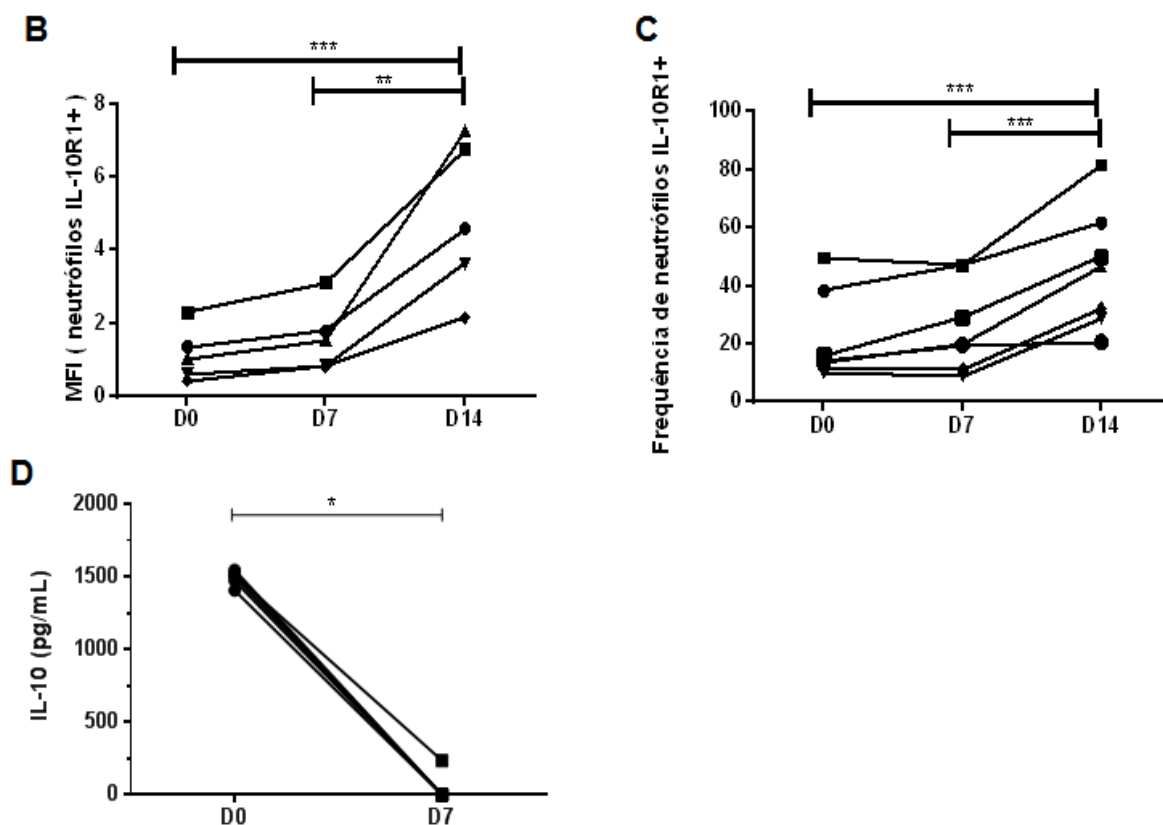 B
***
**
MFI ( neutrófilos IL-10R1+ )
8
6
4
2
0
D0 D7 D14
C
***
***
Frequência de neutrófilos IL-10R1+
100
80
60
40
20
0
D0 D7 D14
D
*
IL-10 (pg/mL)
2000
1500
1000
500
0
D0 D7